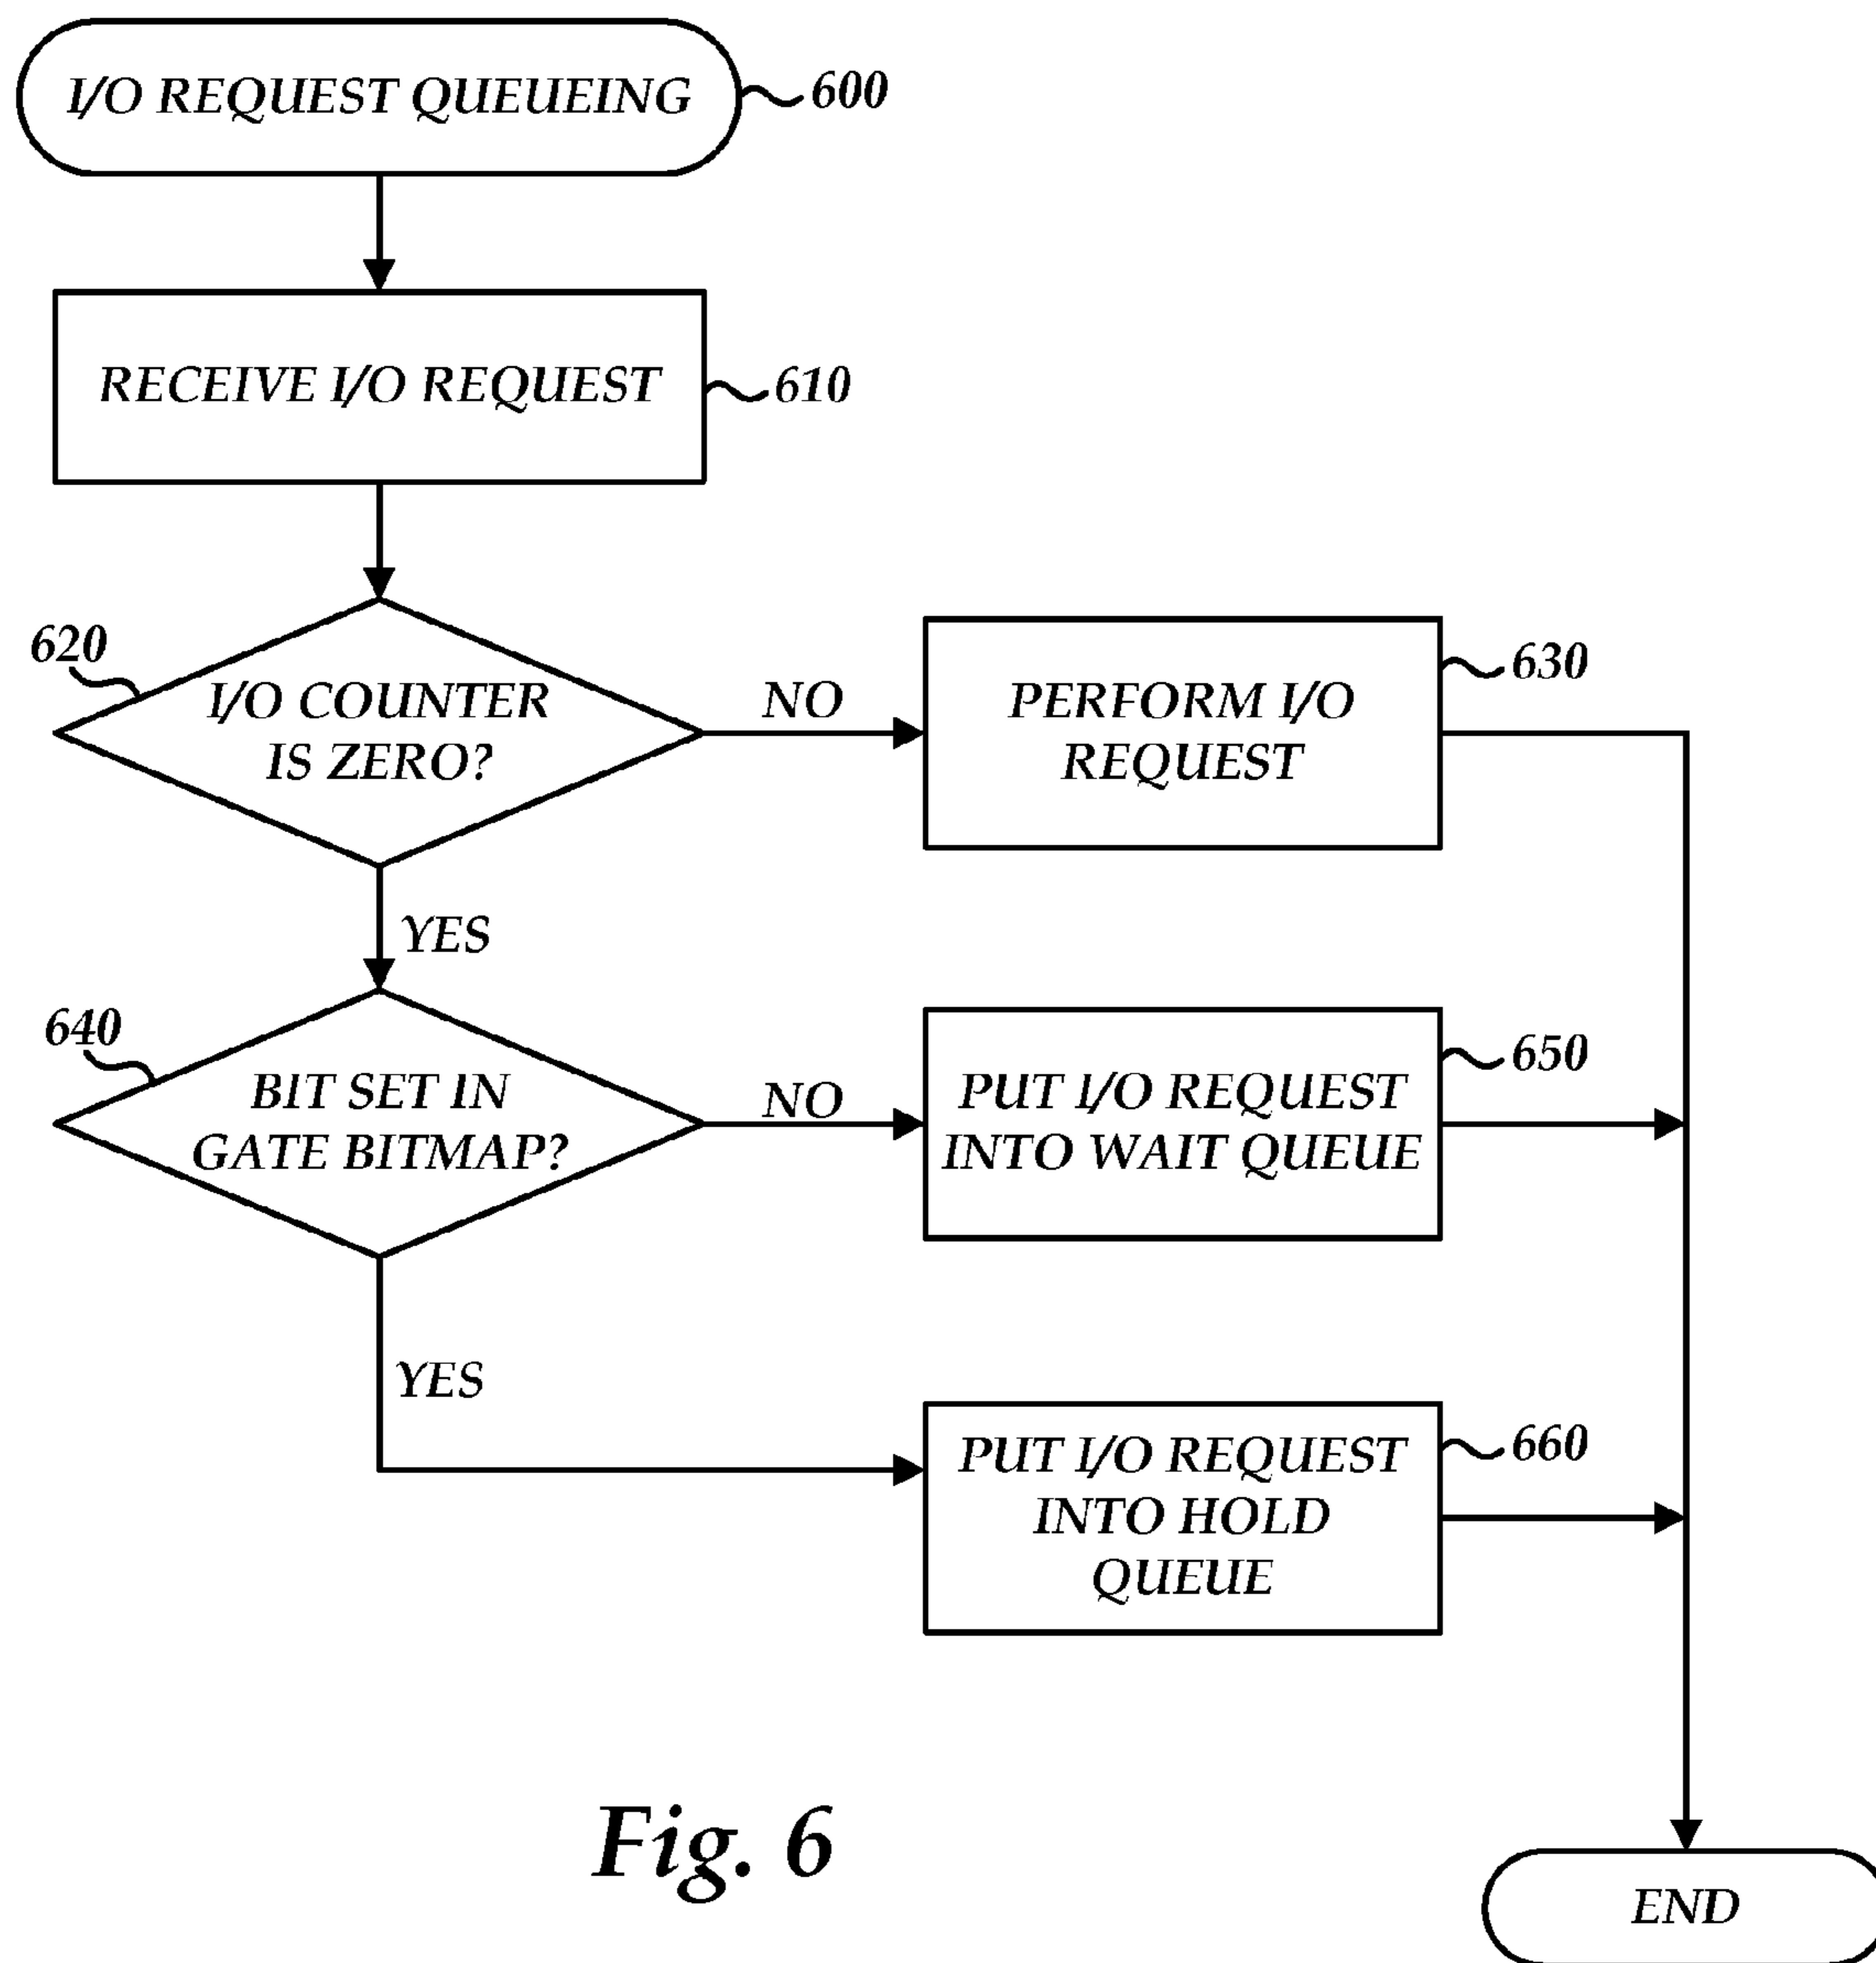 I/O REQUEST QUEUEING
600
RECEIVE I/O REQUEST
610
620
I/O COUNTER
IS ZERO?
NO
PERFORM I/O
REQUEST
630
YES
640
BIT SET IN
GATE BITMAP?
NO
PUT I/O REQUEST
INTO WAIT QUEUE
650
YES
PUT I/O REQUEST
INTO HOLD
QUEUE
660
Fig. 6
END